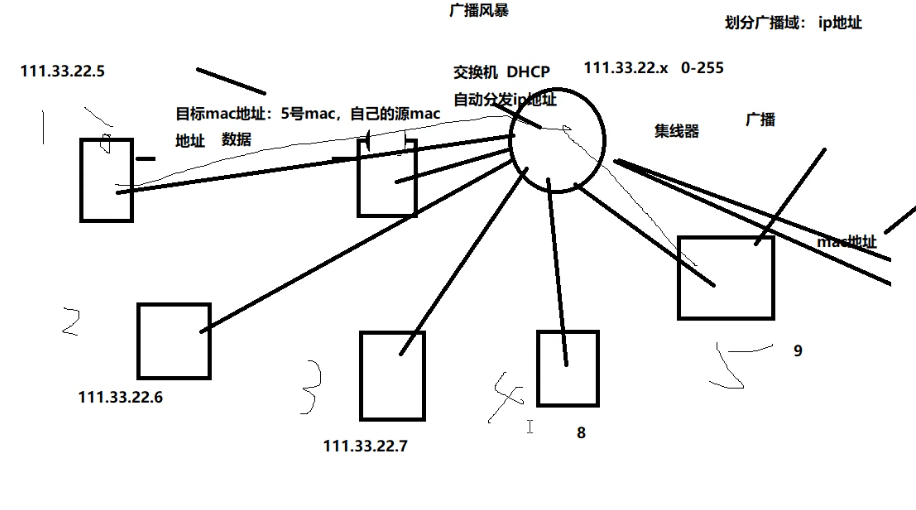 广播风暴
划分广播域： ip地址
111.33.22.5
交换机 DHCP
自动分发ip地址
111.33.22.x 0-255
目标mac地址：5号mac，自己的源mac
地址 数据
集线器
广播
mac地址
1
2
3
4
5
9
111.33.22.6
8
111.33.22.7